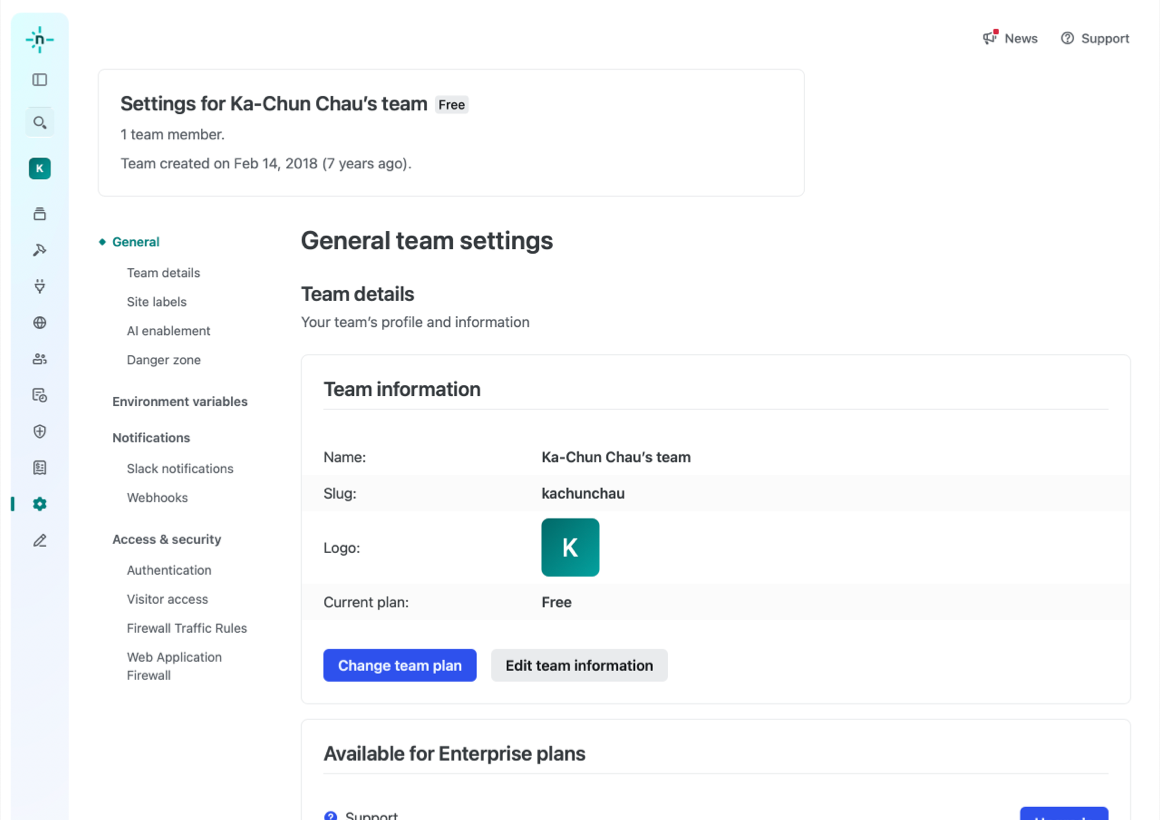 n
News
Support
Settings for Ka-Chun Chau’s team Free
1 team member.
Team created on Feb 14, 2018 (7 years ago).
K
General
Team details
Site labels
AI enablement
Danger zone
Environment variables
Notifications
Slack notifications
Webhooks
Access & security
Authentication
Visitor access
Firewall Traffic Rules
Web Application
Firewall
General team settings
Team details
Your team’s profile and information
Team information
Name: Ka-Chun Chau’s team
Slug: kachunchau
Logo: K
Current plan: Free
Change team plan Edit team information
Available for Enterprise plans
? Support